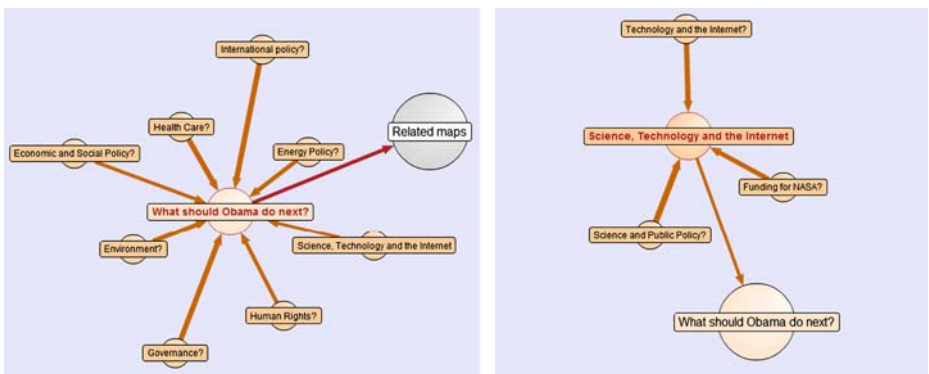 International policy?
Health Care?
Related maps
Economic and Social Policy?
Energy Policy?
What should Obama do next?
Environment?
Science, Technology and the Internet
Human Rights?
Governance?
Technology and the Internet?
Science, Technology and the Internet
Funding for NASA?
Science and Public Policy?
What should Obama do next?